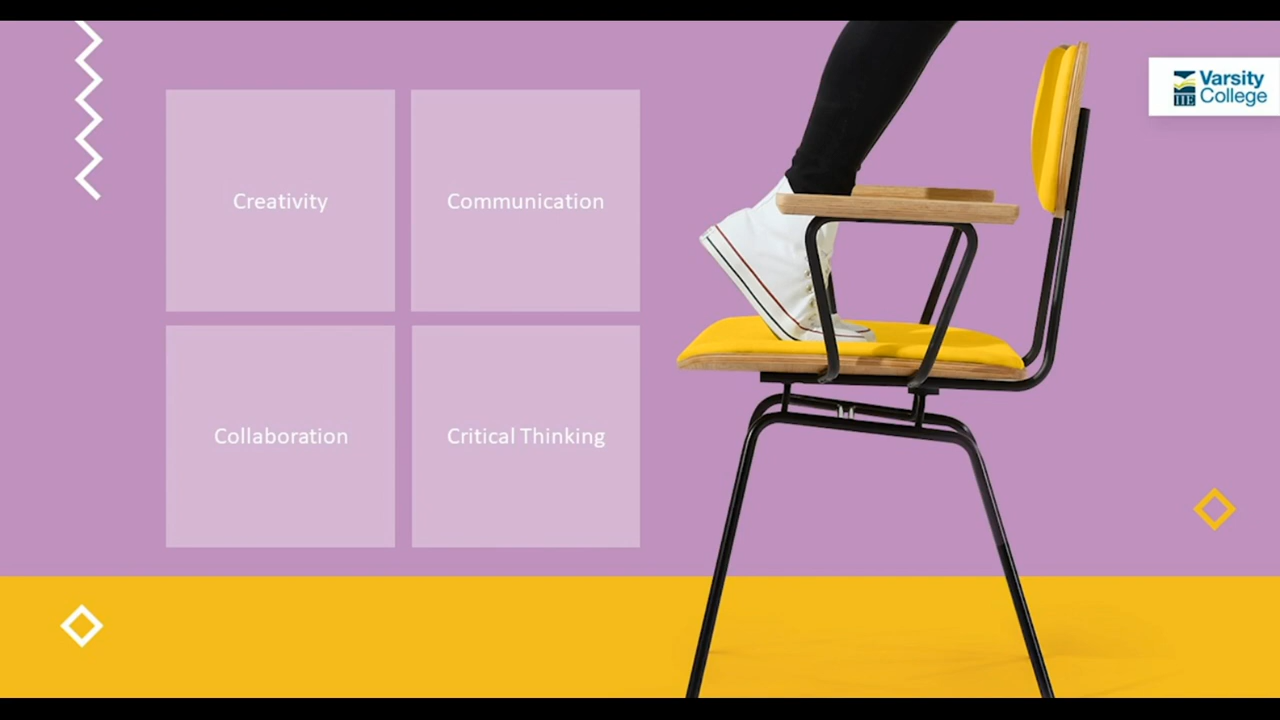 Varsity
College
IIE
Creativity
Communication
Collaboration
Critical Thinking